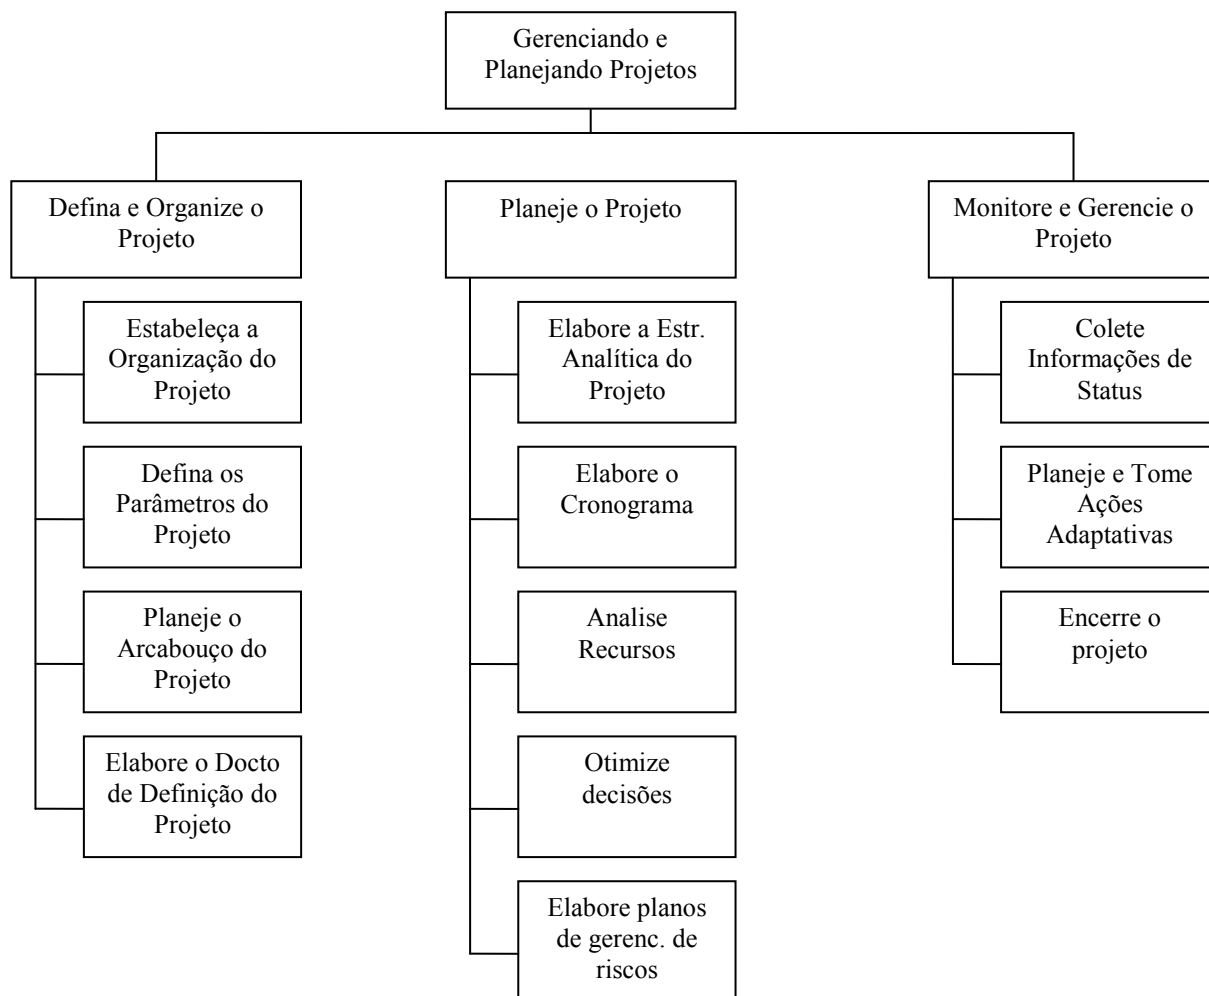 Gerenciando e
Planejando Projetos
Defina e Organize o
Projeto
Estabeleça a
Organização do
Projeto
Defina os
Parâmetros do
Projeto
Planeje o
Arcabouço do
Projeto
Elabore o Docto
de Definição do
Projeto
Planeje o Projeto
Elabore a Estr.
Analítica do
Projeto
Elabore o
Cronograma
Analise
Recursos
Otimize
decisões
Elabore planos
de gerenc. de
riscos
Monitore e Gerencie o
Projeto
Colete
Informações de
Status
Planeje e Tome
Ações
Adaptativas
Encerre o
projeto